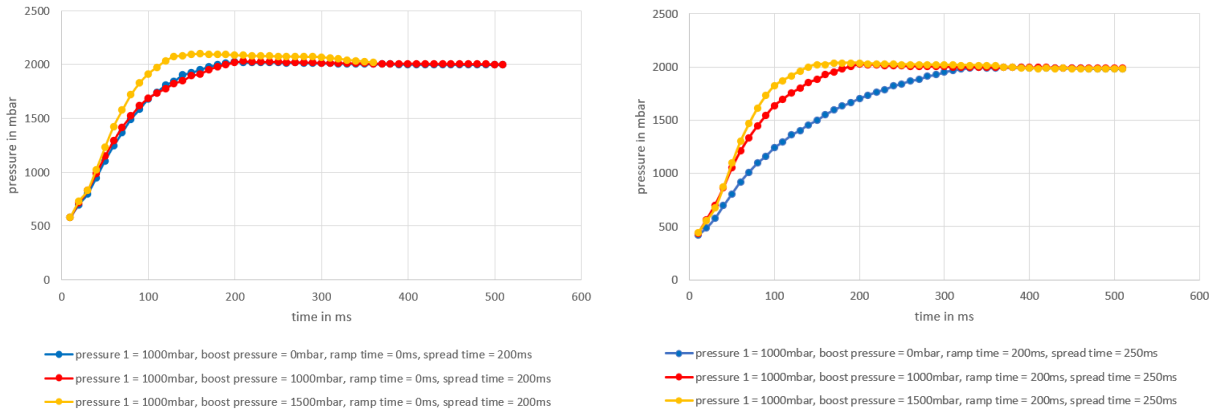 2500
2000
1500
1000
500
0
0 100 200 300 400 500 600
pressure in mbar
time in ms
pressure 1 = 1000mbar, boost pressure = 0mbar, ramp time = 0ms, spread time = 200ms
pressure 1 = 1000mbar, boost pressure = 1000mbar, ramp time = 0ms, spread time = 200ms
pressure 1 = 1000mbar, boost pressure = 1500mbar, ramp time = 0ms, spread time = 200ms
2500
2000
1500
1000
500
0
0 100 200 300 400 500 600
pressure in mbar
time in ms
pressure 1 = 1000mbar, boost pressure = 0mbar, ramp time = 200ms, spread time = 250ms
pressure 1 = 1000mbar, boost pressure = 1000mbar, ramp time = 200ms, spread time = 250ms
pressure 1 = 1000mbar, boost pressure = 1500mbar, ramp time = 200ms, spread time = 250ms